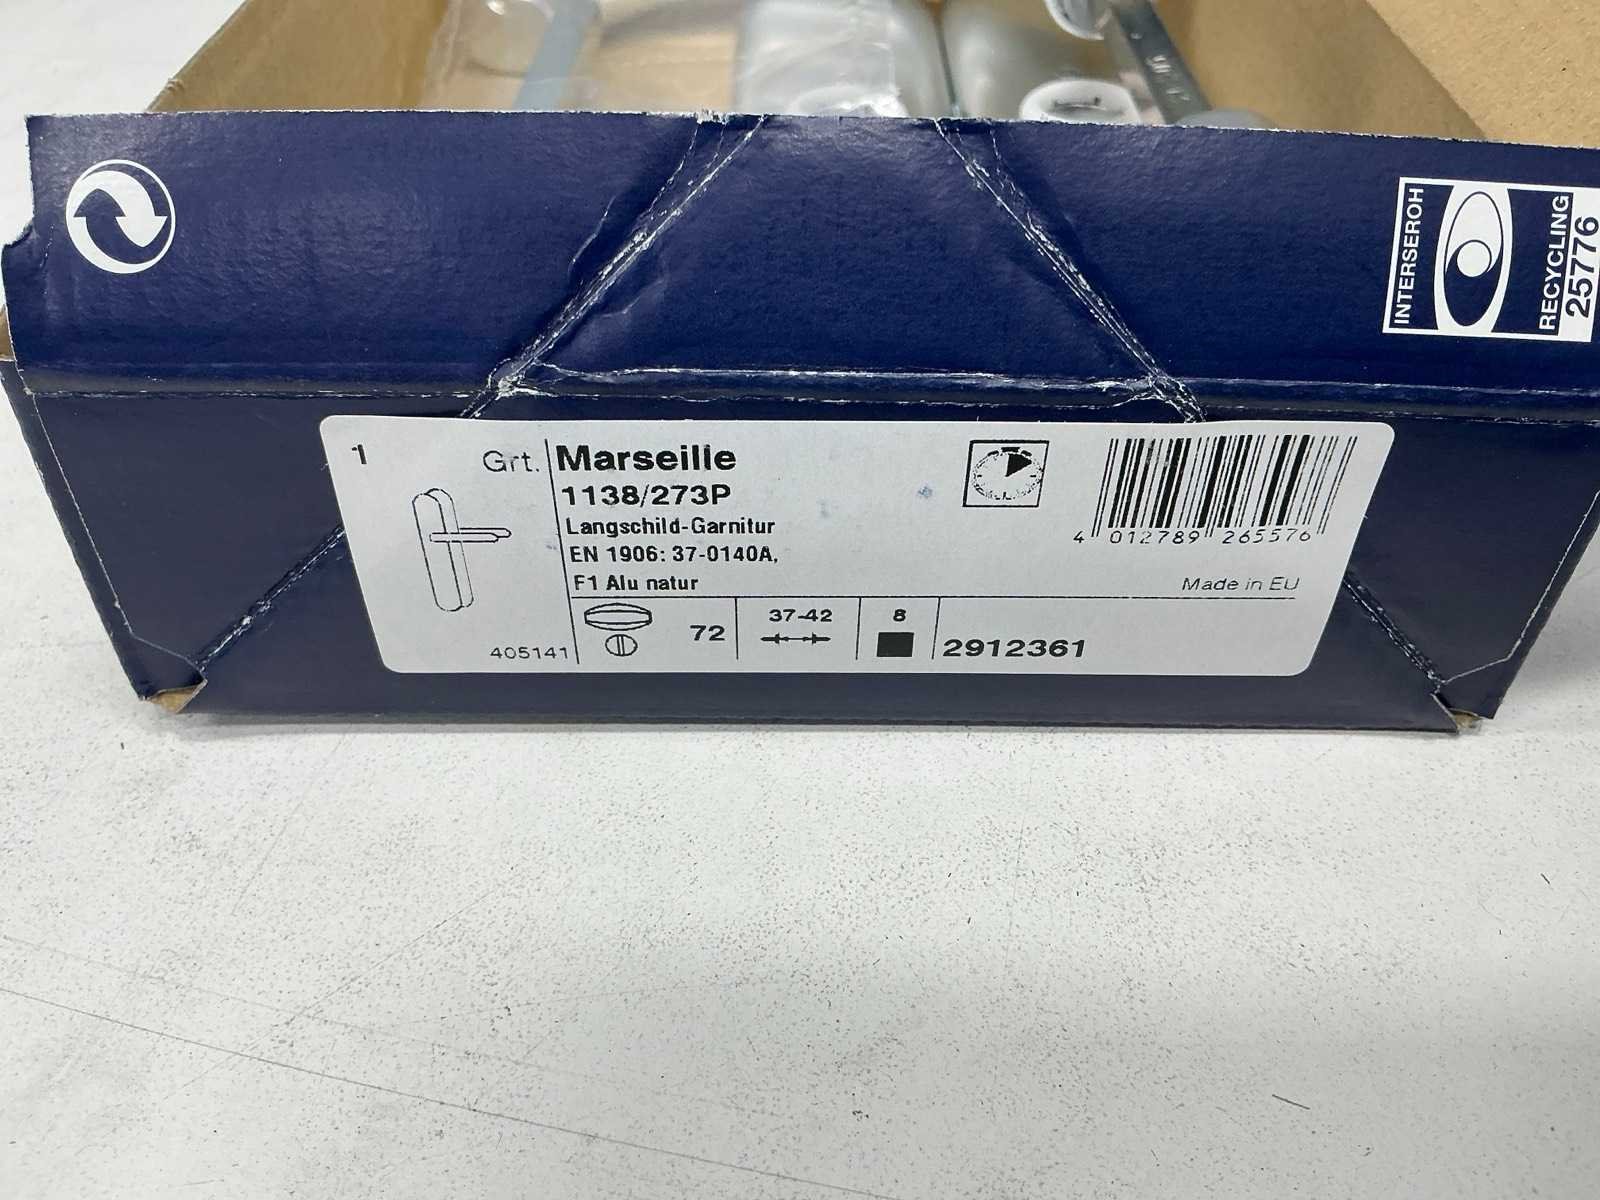 INTERSEROH
RECYCLING
25776
1 Grt. Marseille
1138/273P
Langschild-Garnitur
EN 1906: 37-0140A,
F1 Alu natur
4 012789 265576
Made in EU
405141
72
37-42
8
2912361